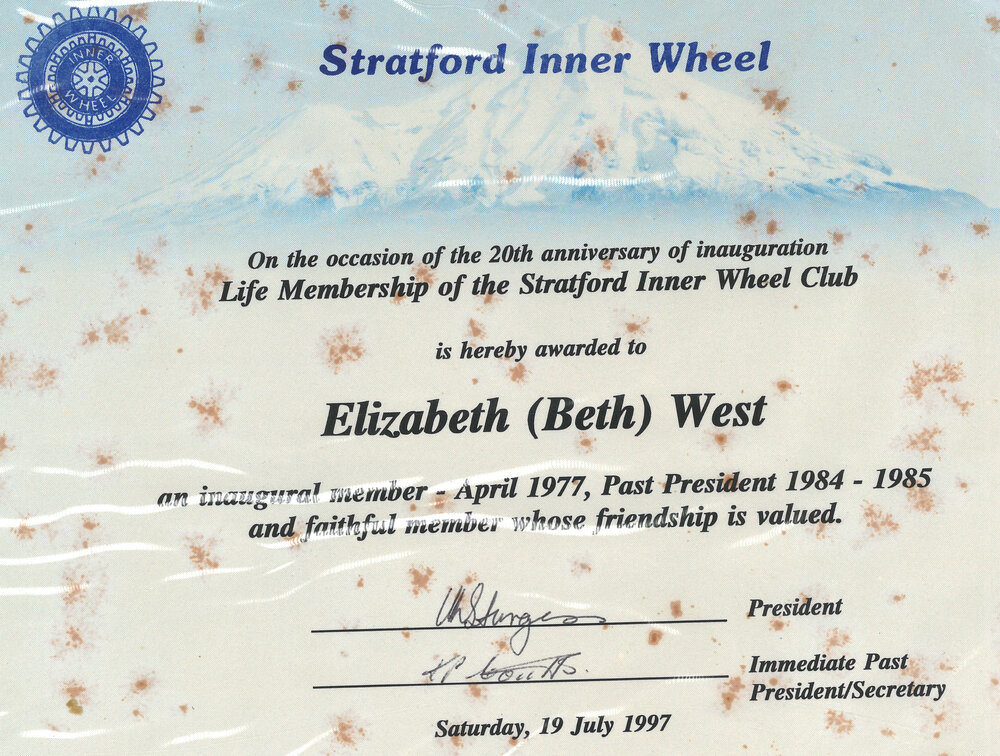 INNER
WHEEL
Stratford Inner Wheel
On the occasion of the 20th anniversary of inauguration
Life Membership of the Stratford Inner Wheel Club
is hereby awarded to
Elizabeth (Beth) West
an inaugural member - April 1977, Past President 1984 - 1985
and faithful member whose friendship is valued.
Sturgess
President
Immediate Past
President/Secretary
Saturday, 19 July 1997